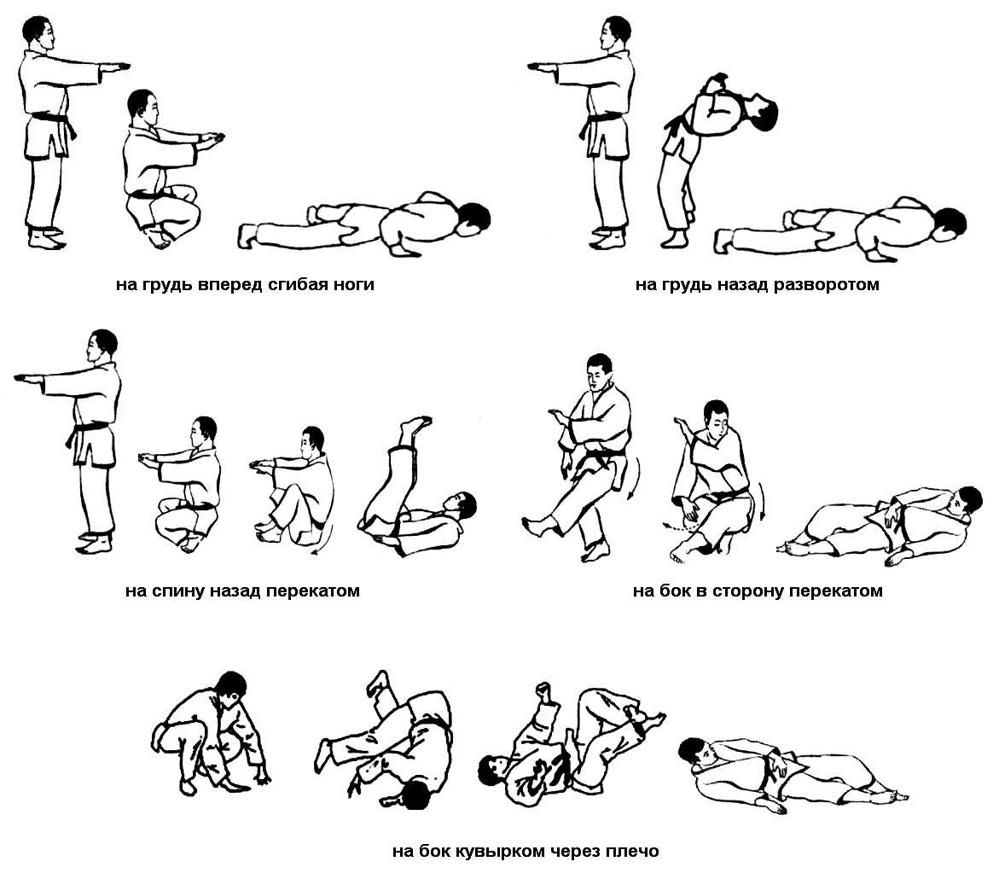 на грудь вперед сгибая ноги
на грудь назад разворотом
на спину назад перекатом
на бок в сторону перекатом
на бок кувырком через плечо